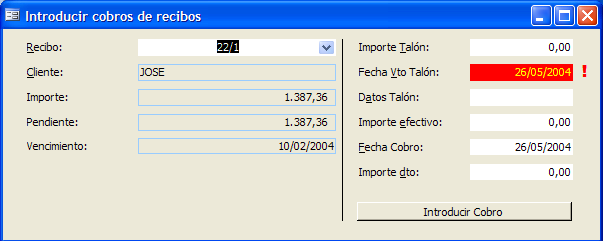 Introducir cobros de recibos
Recibo: 22/1
Cliente: JOSE
Importe: 1.387,36
Pendiente: 1.387,36
Vencimiento: 10/02/2004
Importe Talón: 0,00
Fecha Vto Talón: 26/05/2004 !
Datos Talón:
Importe efectivo: 0,00
Fecha Cobro: 26/05/2004
Importe dto: 0,00
Introducir Cobro